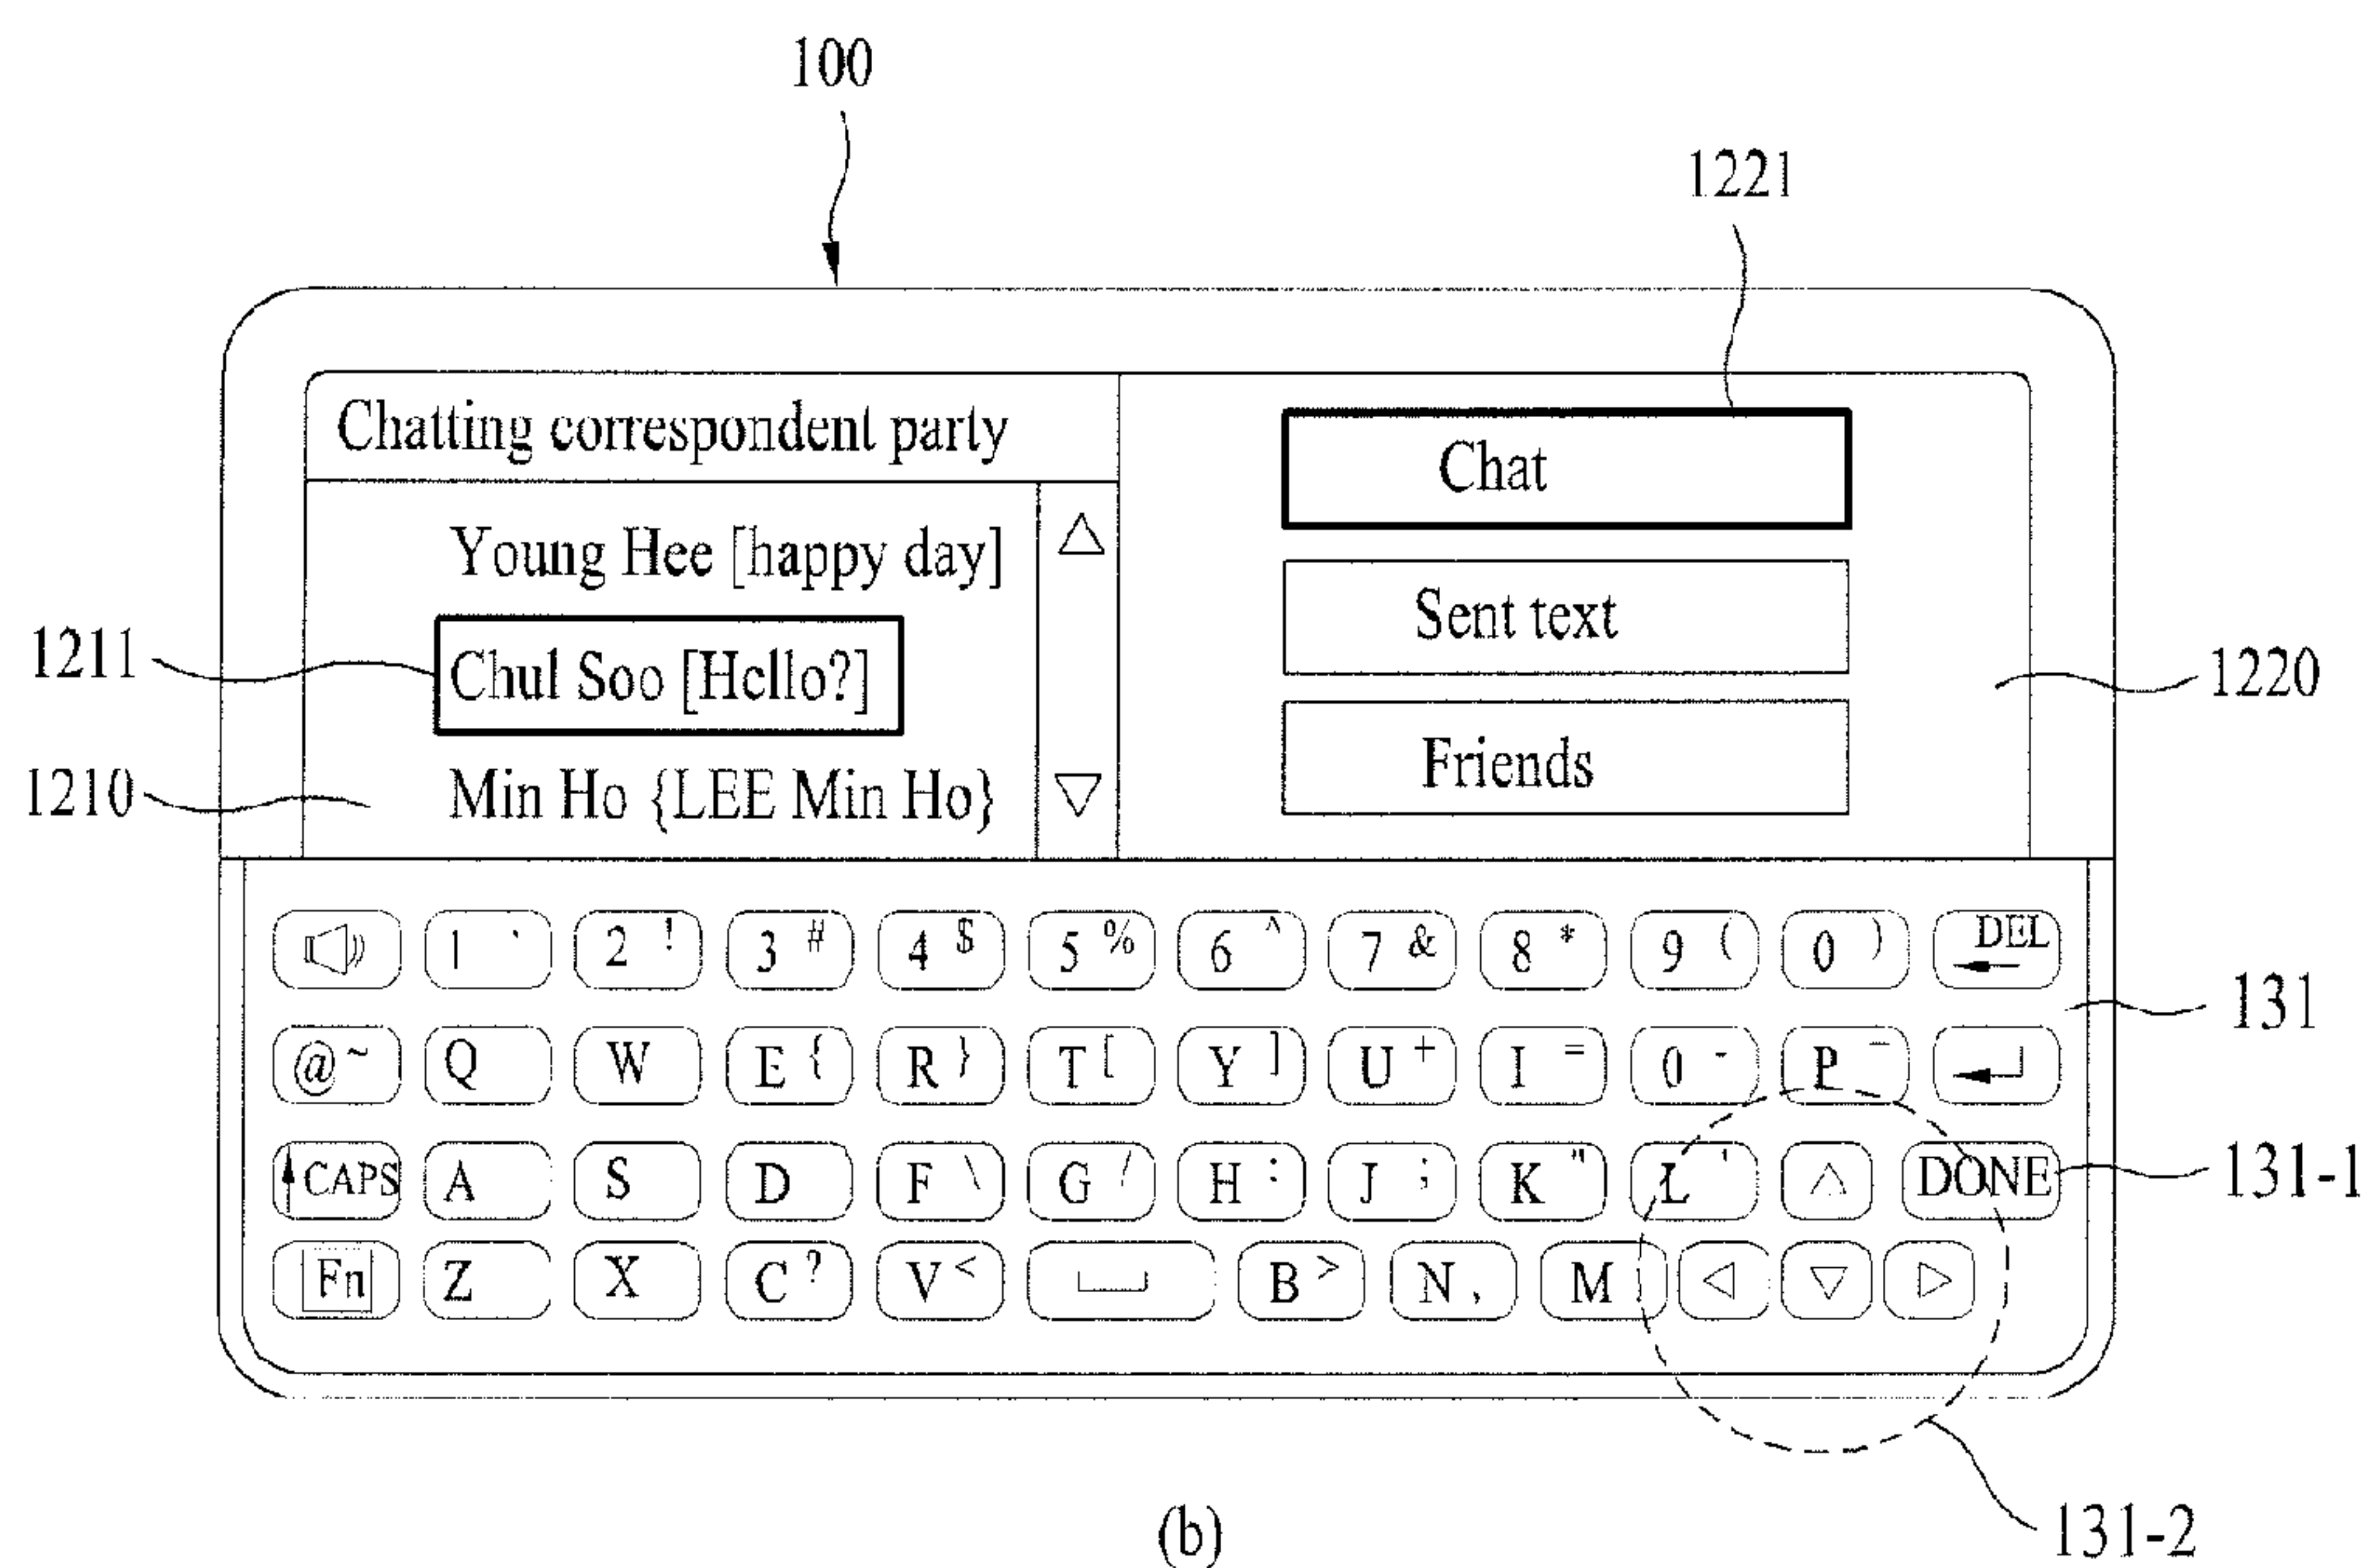 100
1221
Chatting correspondent party
Chat
Young Hee [happy day]
Sent text
1211
Chul Soo [Hello?]
1220
Friends
1210
Min Ho {LEE Min Ho}
1 ' 2 ! 3 # 4 $ 5 % 6 ^ 7 & 8 * 9 ( 0 ) DEL
131
@ ~ Q W E { R } T [ Y ] U + I = 0 - P –
CAPS A S D F \ G / H : J ; K " L ' DONE
131-1
Fn Z X C ? V < B > N , M
131-2
(b)